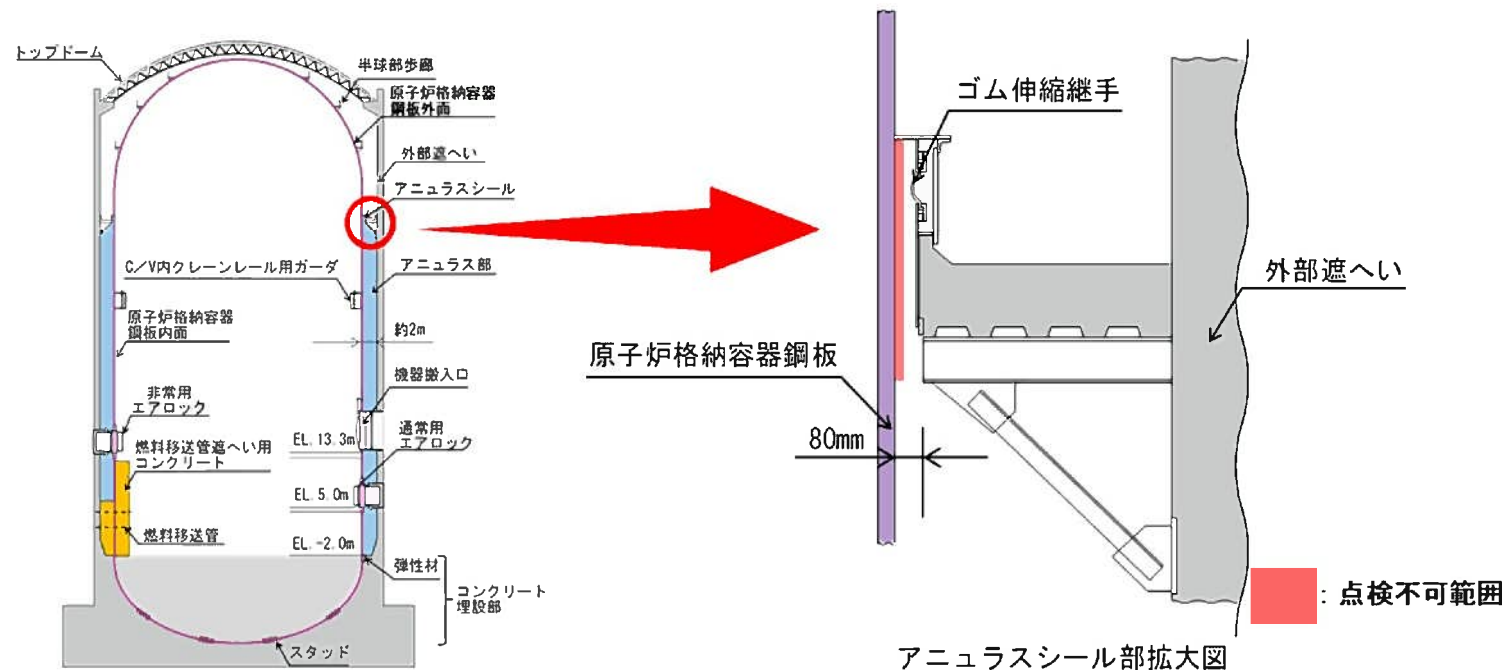 トップドーム
半球部歩廊
原子炉格納容器
鋼板外面
外部遮へい
アニュラスシール
C/V内クレーンレール用ガーダ
アニュラス部
原子炉格納容器
鋼板内面
約2m
機器搬入口
非常用
エアロック
通常用
エアロック
EL.13.3m
燃料移送管遮へい用
コンクリート
EL.5.0m
燃料移送管
EL.-2.0m
弾性材
コンクリート
埋設部
スタッド
ゴム伸縮継手
外部遮へい
原子炉格納容器鋼板
80mm
: 点検不可範囲
アニュラスシール部拡大図